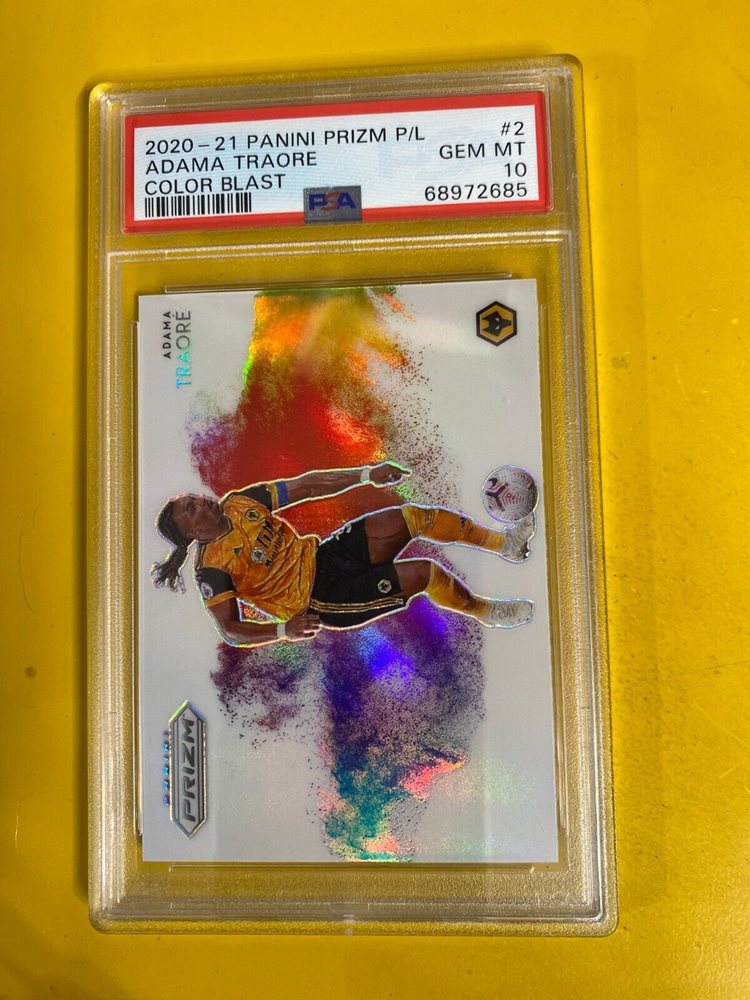 2020-21 PANINI PRIZM P/L #2
ADAMA TRAORE GEM MT
COLOR BLAST 10
PSA 68972685
ADAMA
TRAORÉ
PANINI
PRIZM